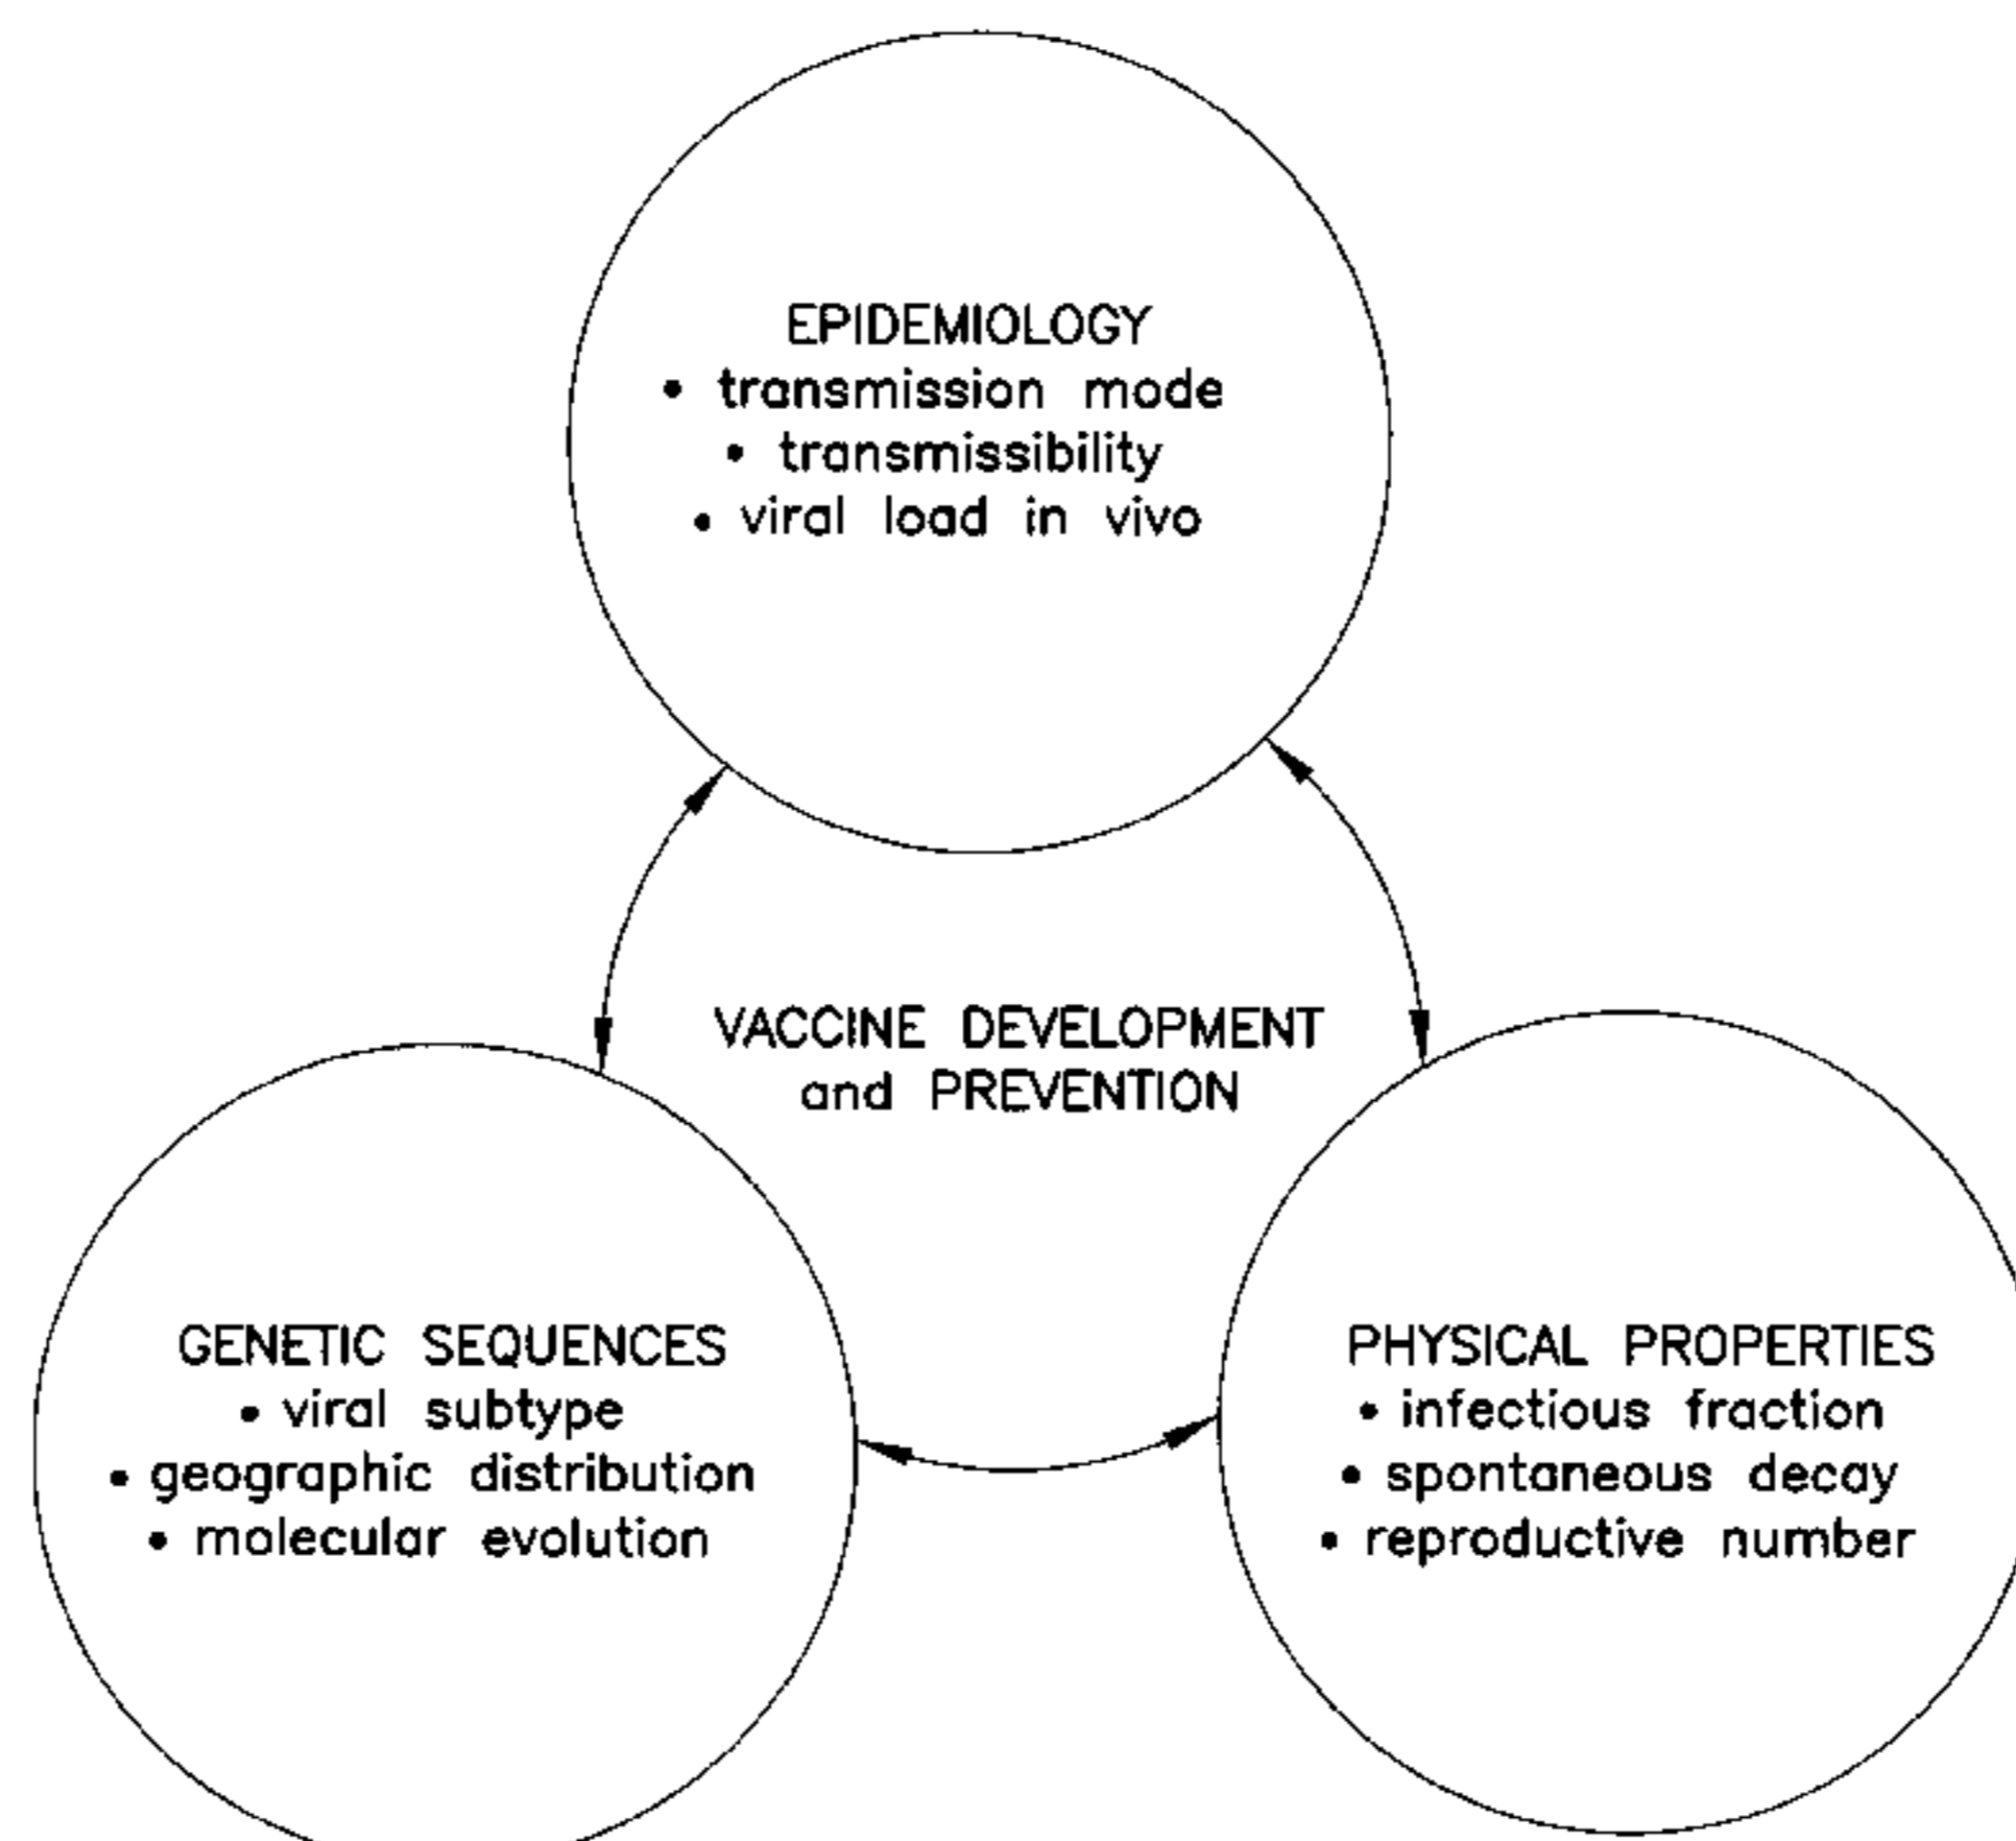 EPIDEMIOLOGY
• transmission mode
• transmissibility
• viral load in vivo
VACCINE DEVELOPMENT
and PREVENTION
GENETIC SEQUENCES
• viral subtype
• geographic distribution
• molecular evolution
PHYSICAL PROPERTIES
• infectious fraction
• spontaneous decay
• reproductive number